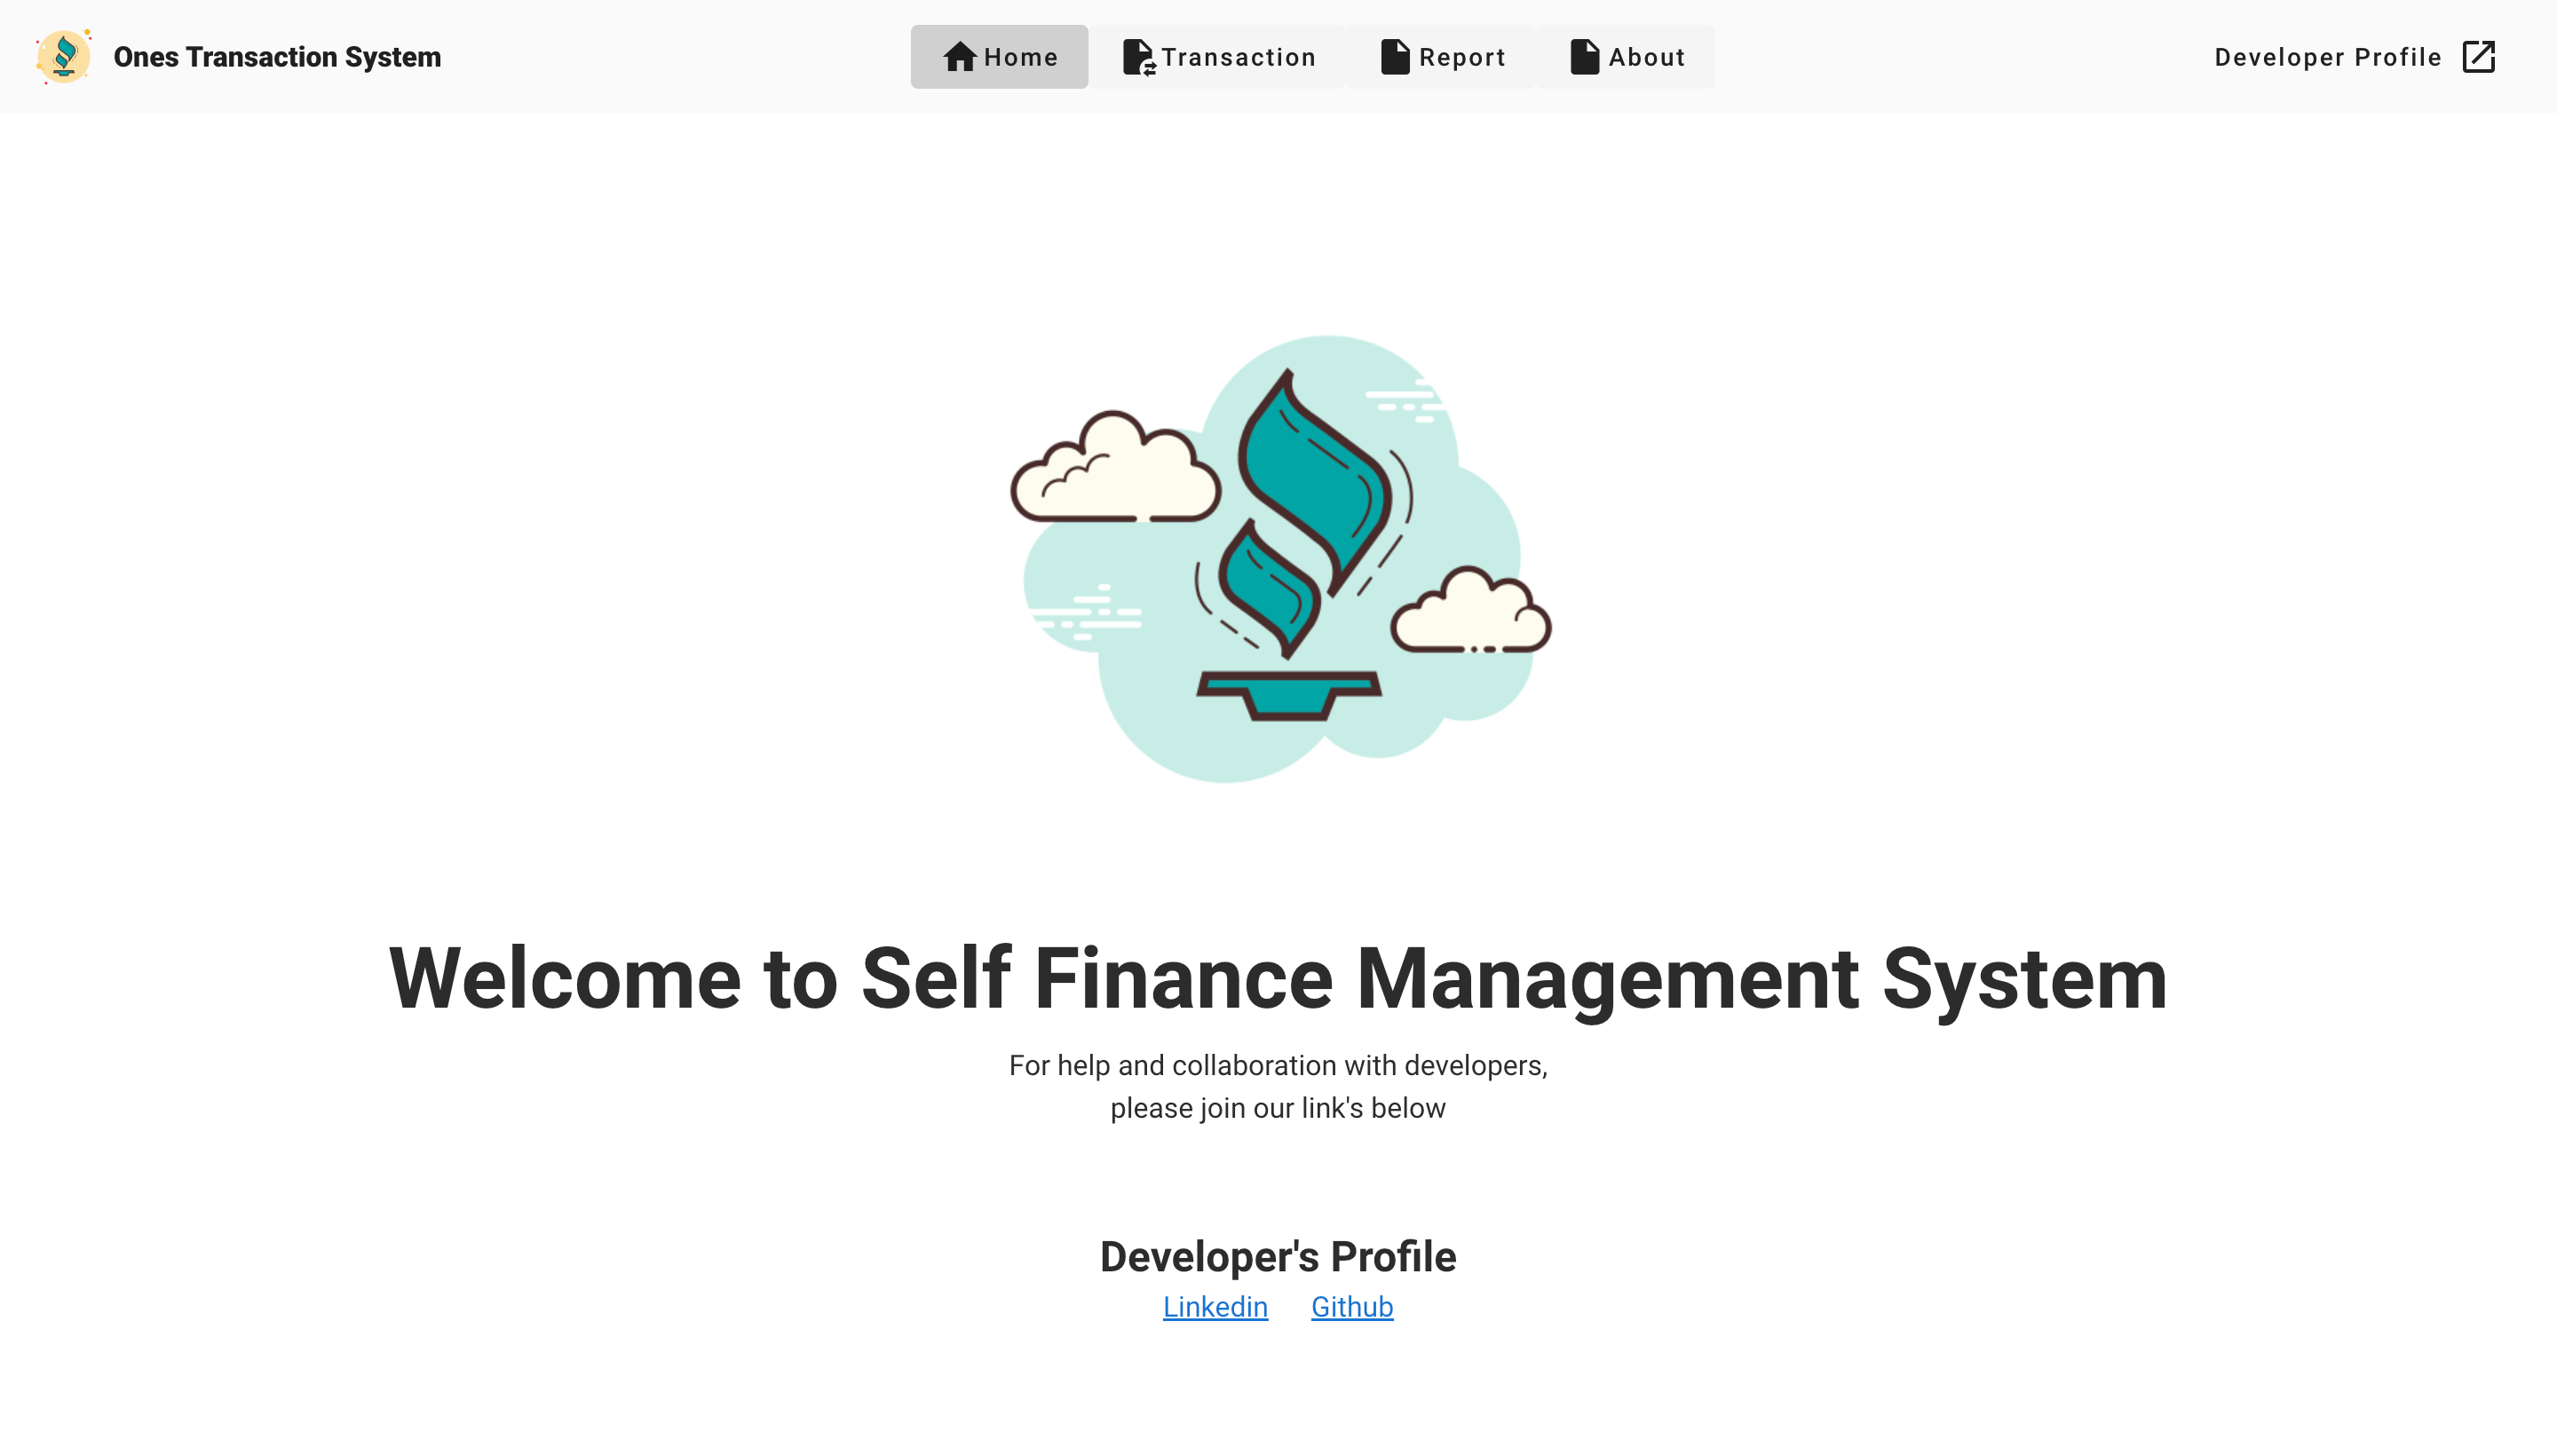 Ones Transaction System
Home
Transaction
Report
About
Developer Profile
Welcome to Self Finance Management System
For help and collaboration with developers,
please join our link's below
Developer's Profile
Linkedin
Github